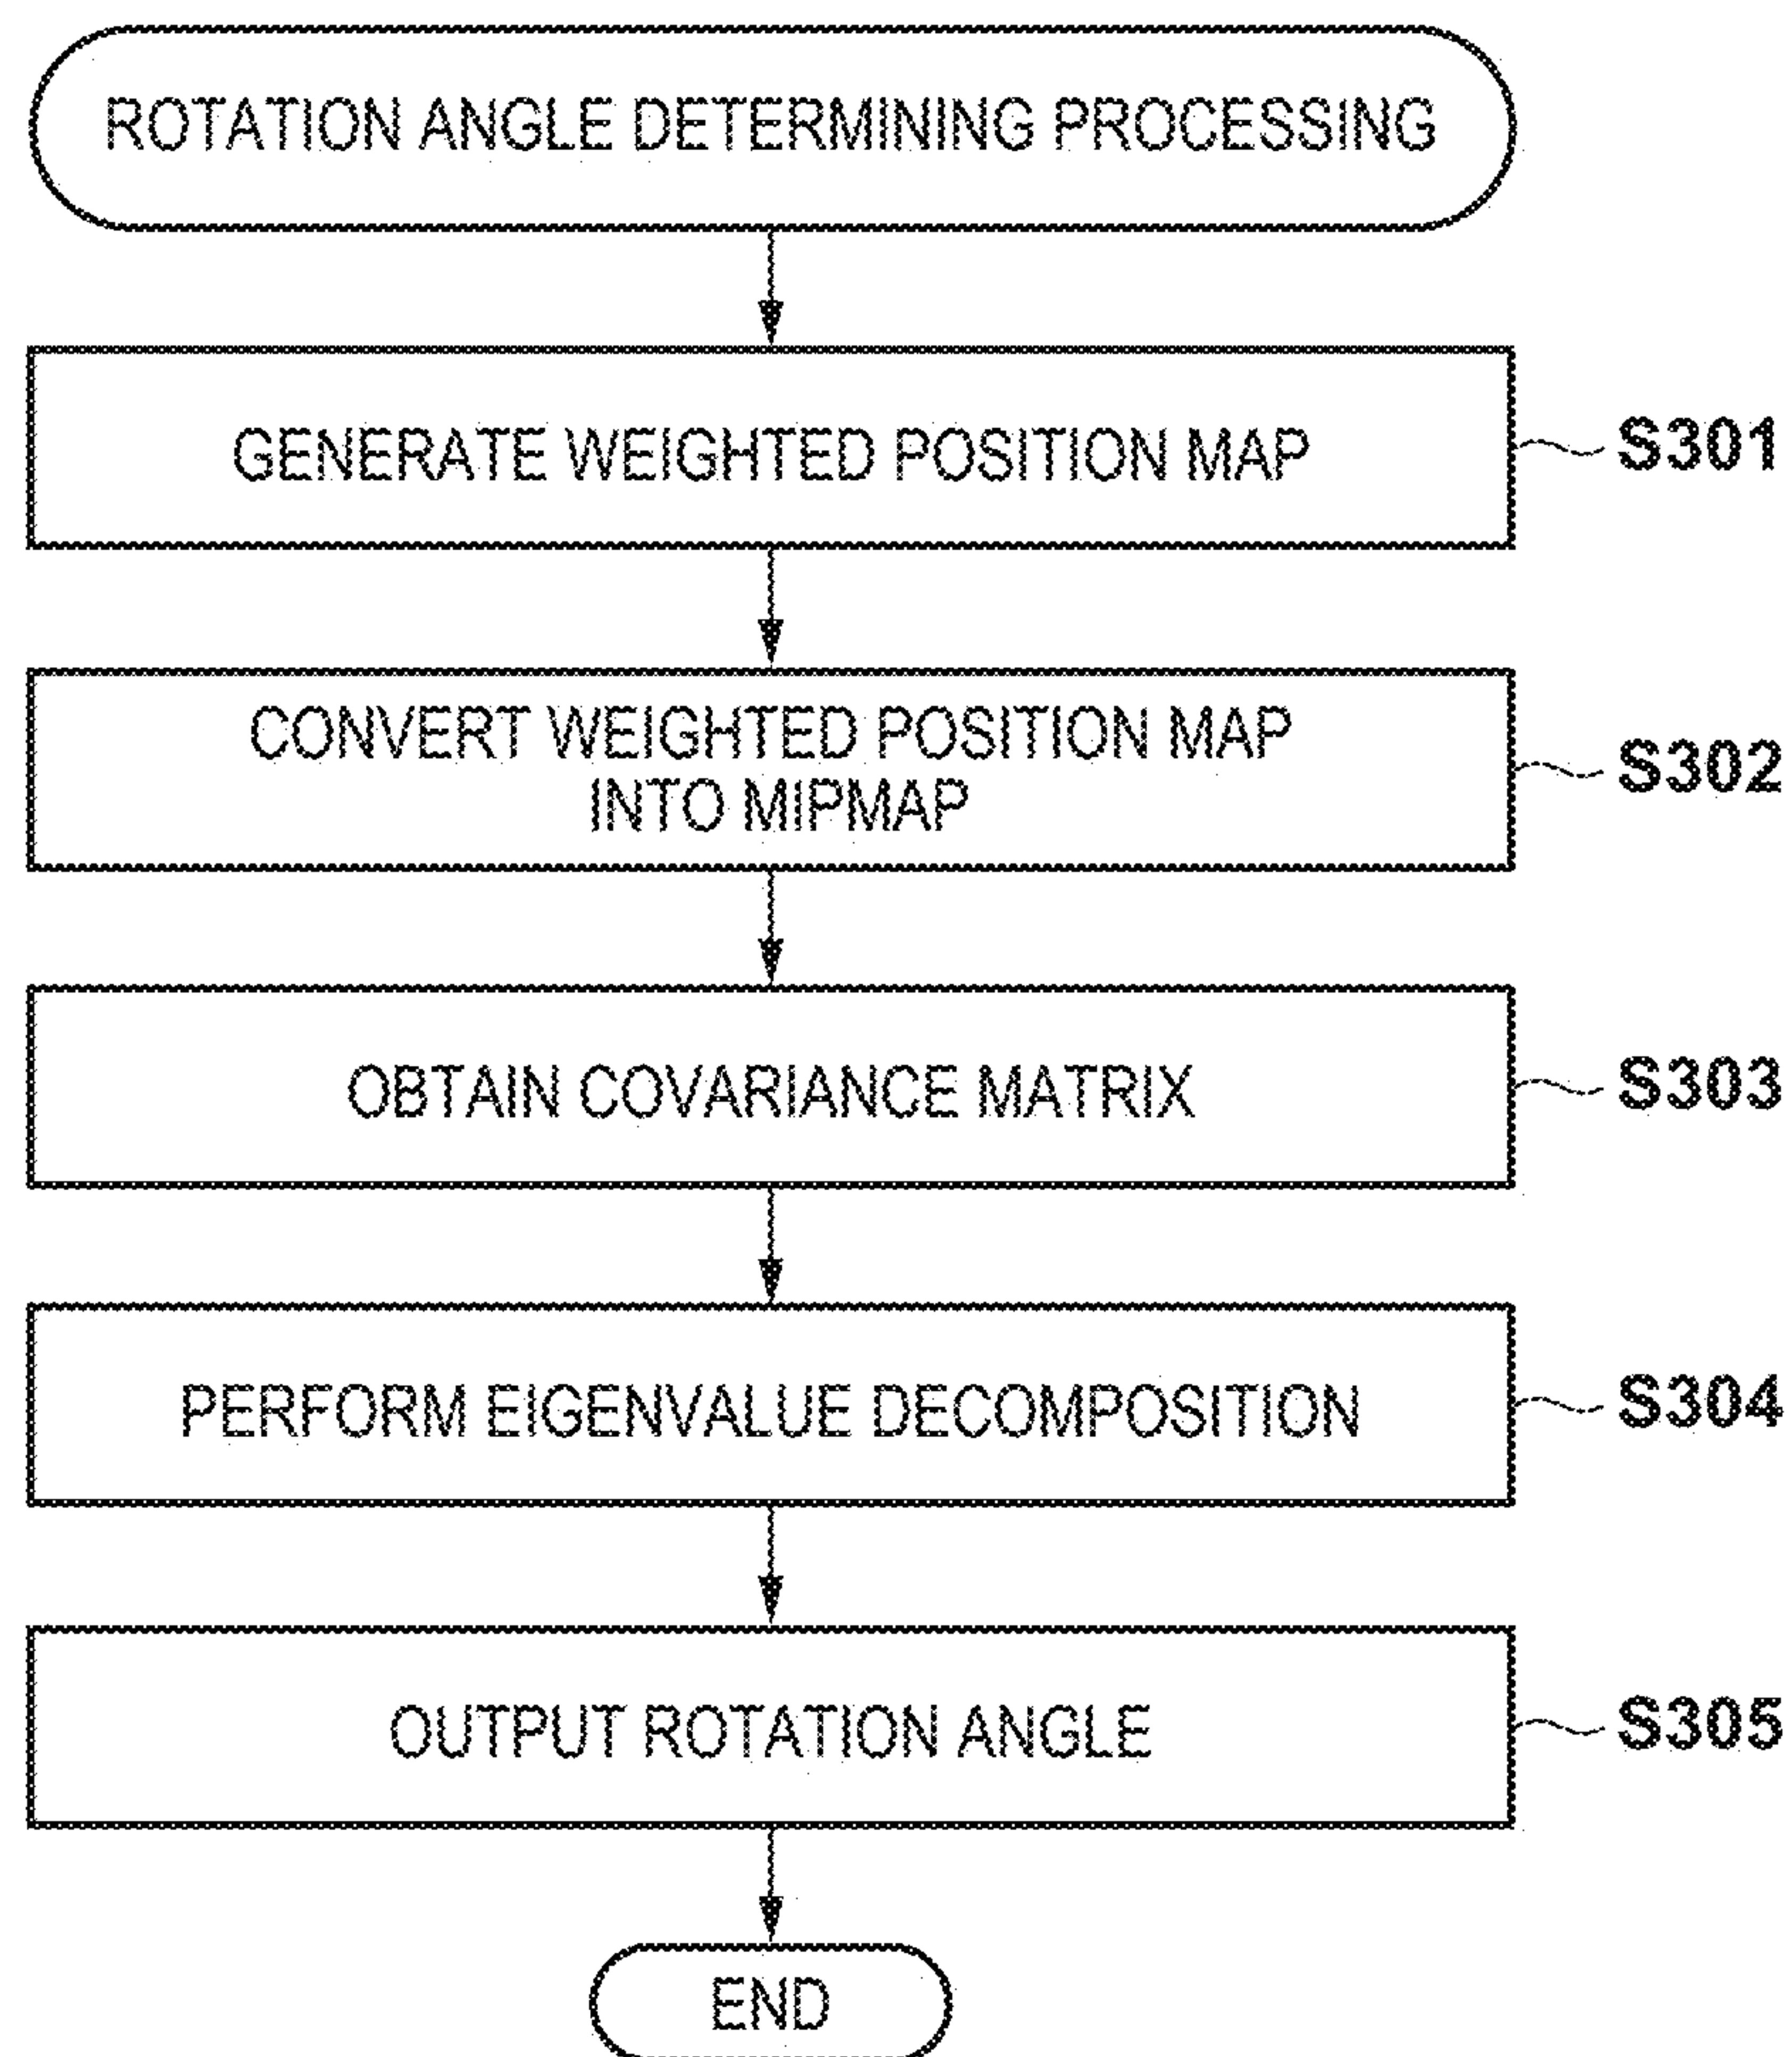 ROTATION ANGLE DETERMINING PROCESSING
GENERATE WEIGHTED POSITION MAP
S301
CONVERT WEIGHTED POSITION MAP
INTO MIPMAP
S302
OBTAIN COVARIANCE MATRIX
S303
PERFORM EIGENVALUE DECOMPOSITION
S304
OUTPUT ROTATION ANGLE
S305
END